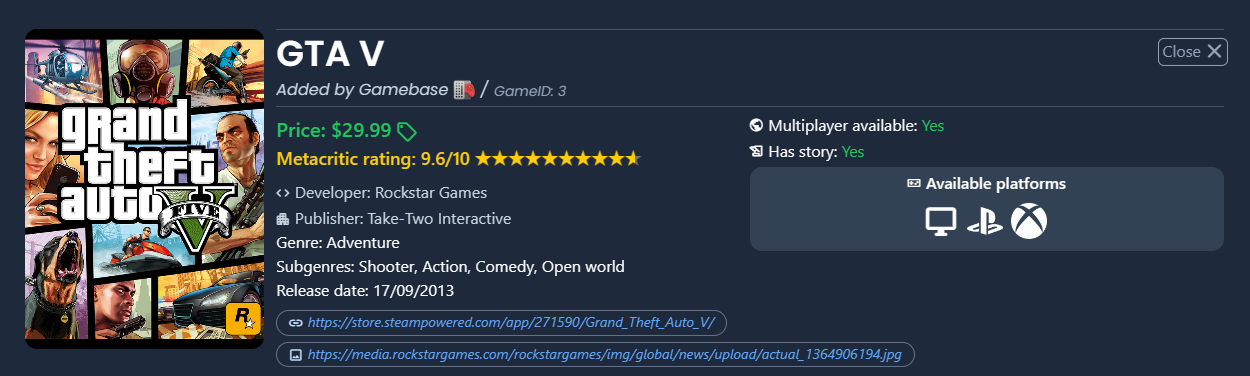 GTA V
Close
Added by Gamebase / GameID: 3
Price: $29.99
Metacritic rating: 9.6/10
Developer: Rockstar Games
Publisher: Take-Two Interactive
Genre: Adventure
Subgenres: Shooter, Action, Comedy, Open world
Release date: 17/09/2013
https://store.steampowered.com/app/271590/Grand_Theft_Auto_V/
https://media.rockstargames.com/rockstargames/img/global/news/upload/actual_1364906194.jpg
Multiplayer available: Yes
Has story: Yes
Available platforms
grand
theft
auto V
FIVE
R